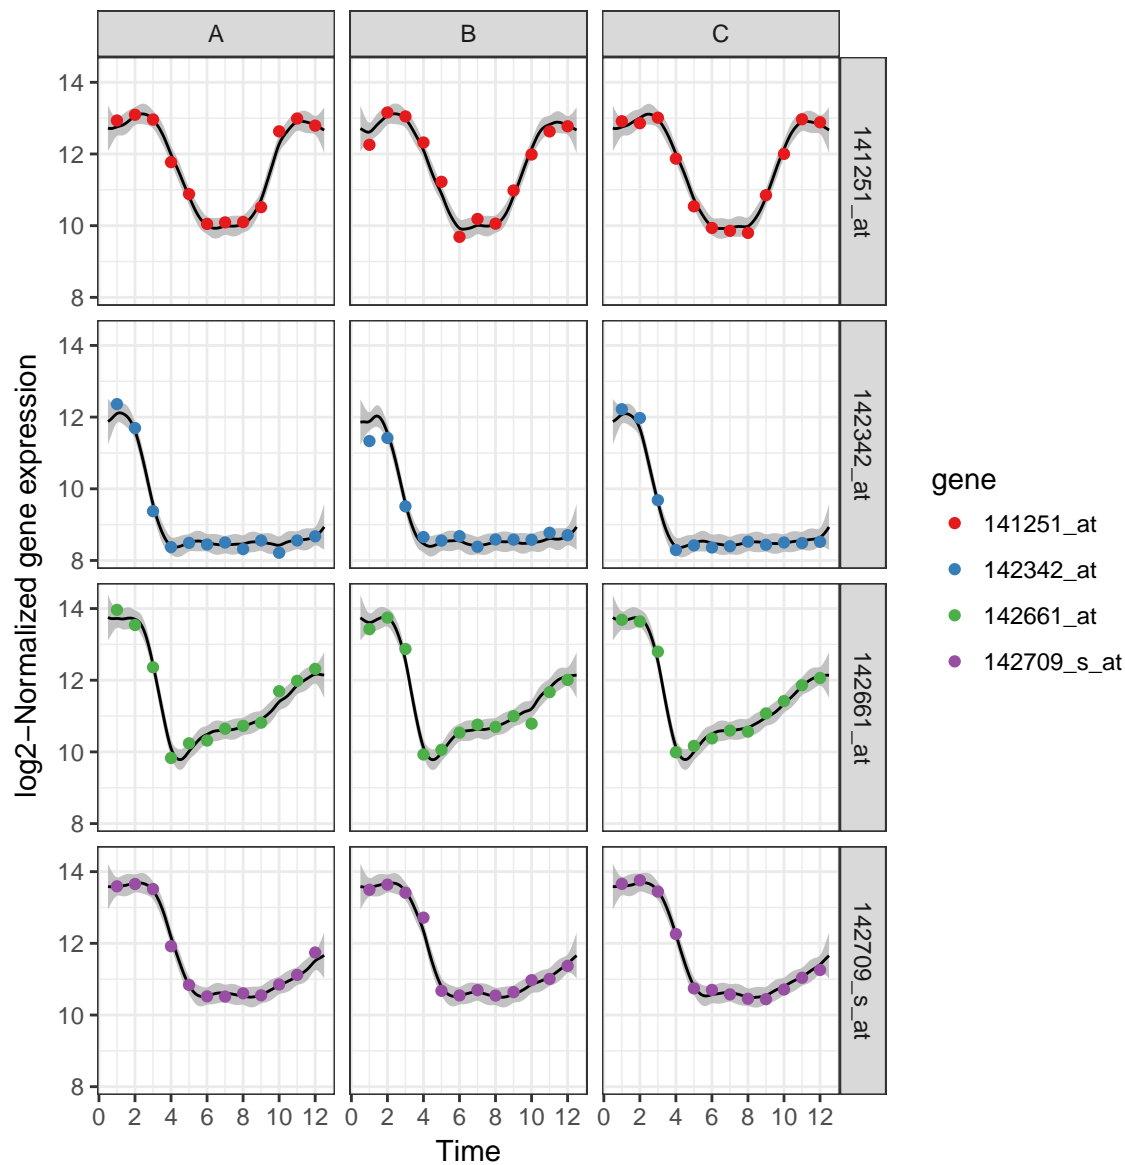 A B C
14
12
10
8
141251_at
14
12
10
8
142342_at
14
12
10
8
142661_at
14
12
10
8
142709_s_at
0 2 4 6 8 10 12 0 2 4 6 8 10 12 0 2 4 6 8 10 12
Time
log2−Normalized gene expression
gene
141251_at
142342_at
142661_at
142709_s_at